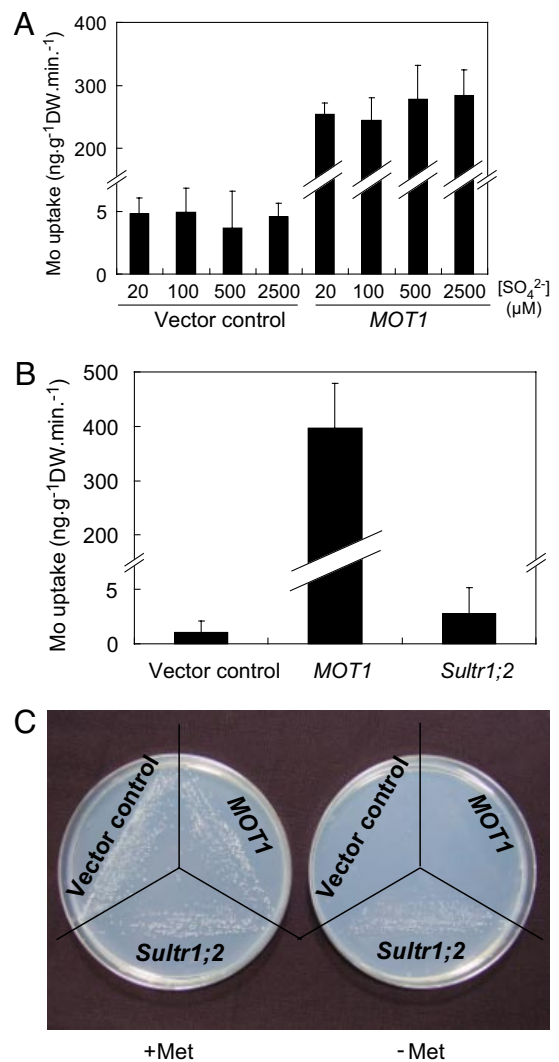 A
Mo uptake (ng.g⁻¹DW.min.⁻¹)
400
300
200
5
0
20 100 500 2500 20 100 500 2500 [SO₄²⁻]
(µM)
Vector control MOT1
B
Mo uptake (ng.g⁻¹DW.min.⁻¹)
500
400
300
200
5
0
Vector control MOT1 Sultr1;2
C
Vector control MOT1 Sultr1;2
Vector control MOT1 Sultr1;2
+Met - Met